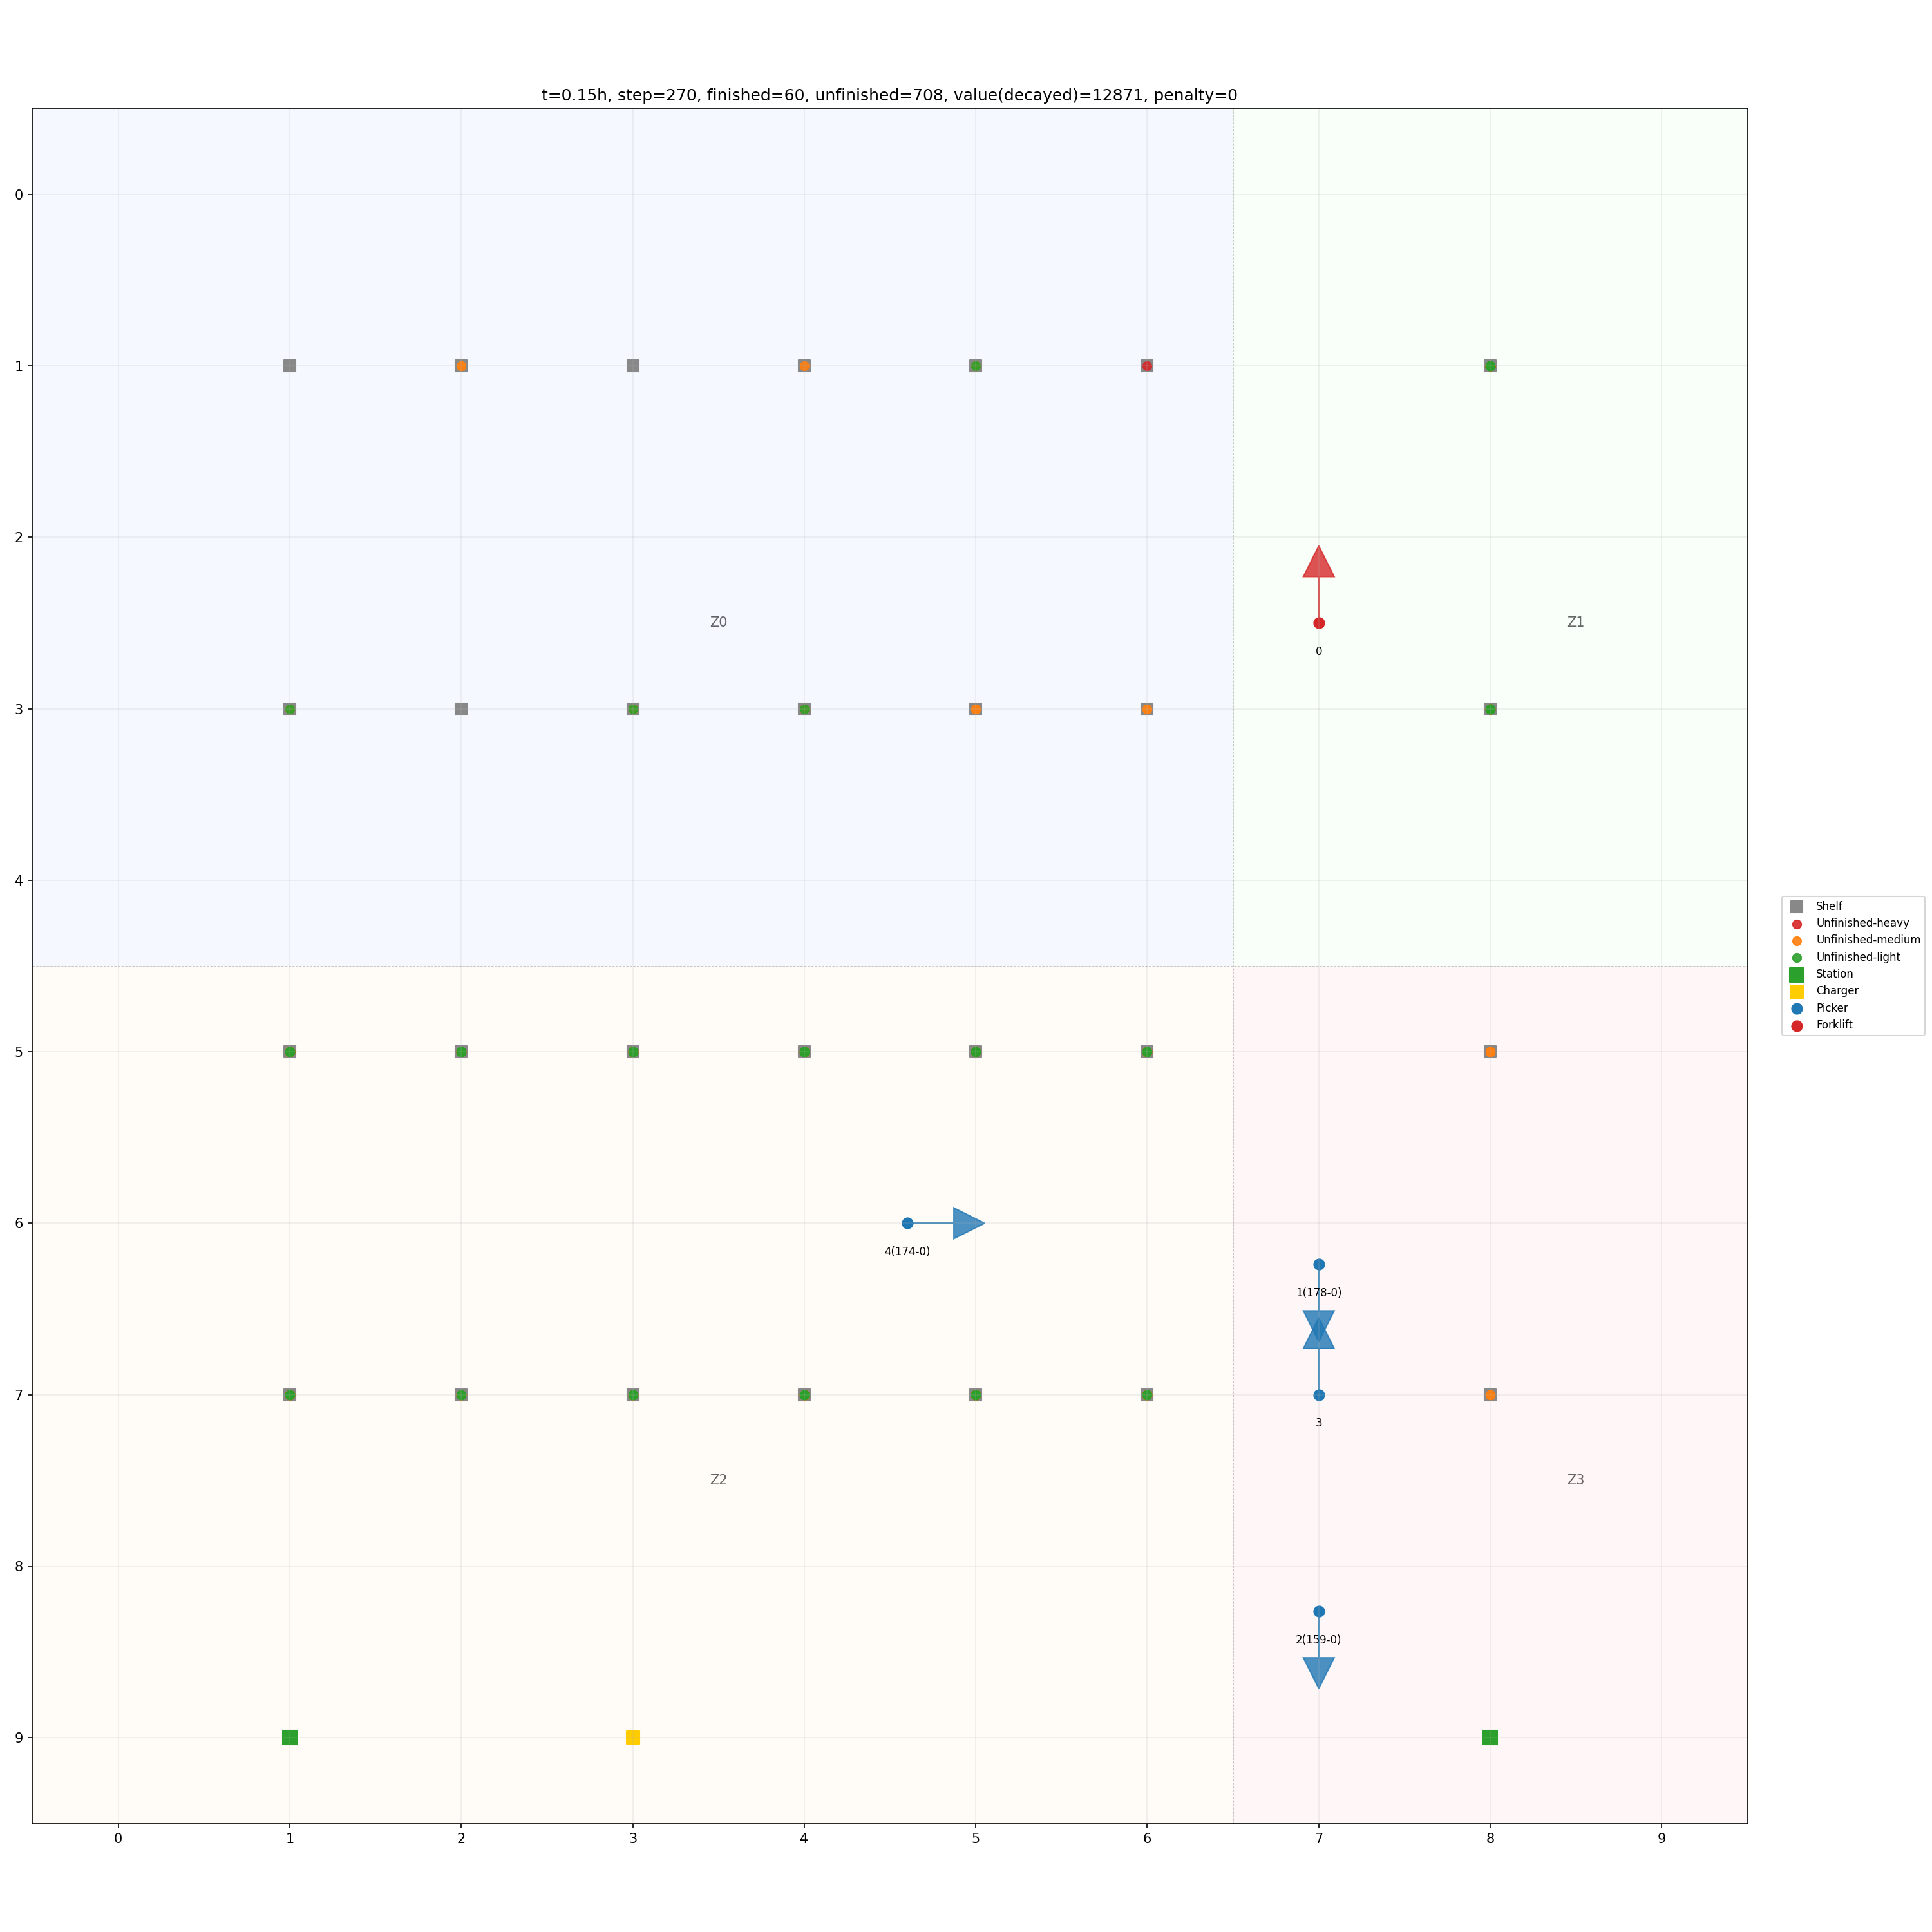 t=0.15h, step=270, finished=60, unfinished=708, value(decayed)=12871, penalty=0
0
1
2
Z0
Z1
0
3
4
Shelf
Unfinished-heavy
Unfinished-medium
Unfinished-light
Station
Charger
Picker
Forklift
5
6
4(174-0)
1(178-0)
7
3
Z2
Z3
8
2(159-0)
9
0 1 2 3 4 5 6 7 8 9